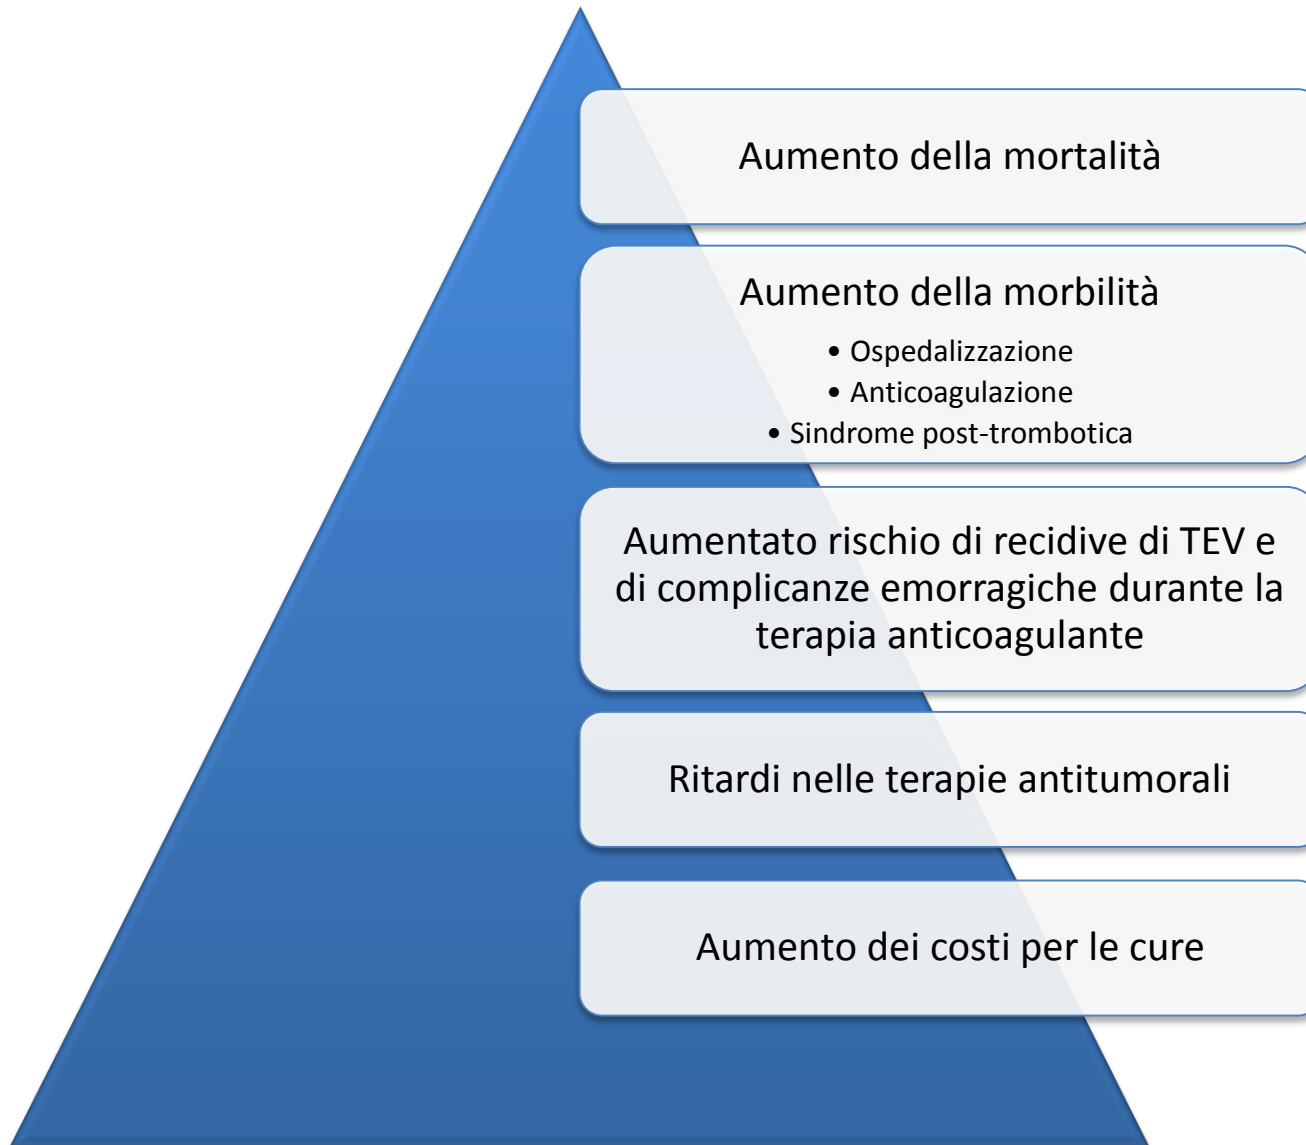 Aumento della mortalità
Aumento della morbilità
• Ospedalizzazione
• Anticoagulazione
• Sindrome post-trombotica
Aumentato rischio di recidive di TEV e
di complicanze emorragiche durante la
terapia anticoagulante
Ritardi nelle terapie antitumorali
Aumento dei costi per le cure